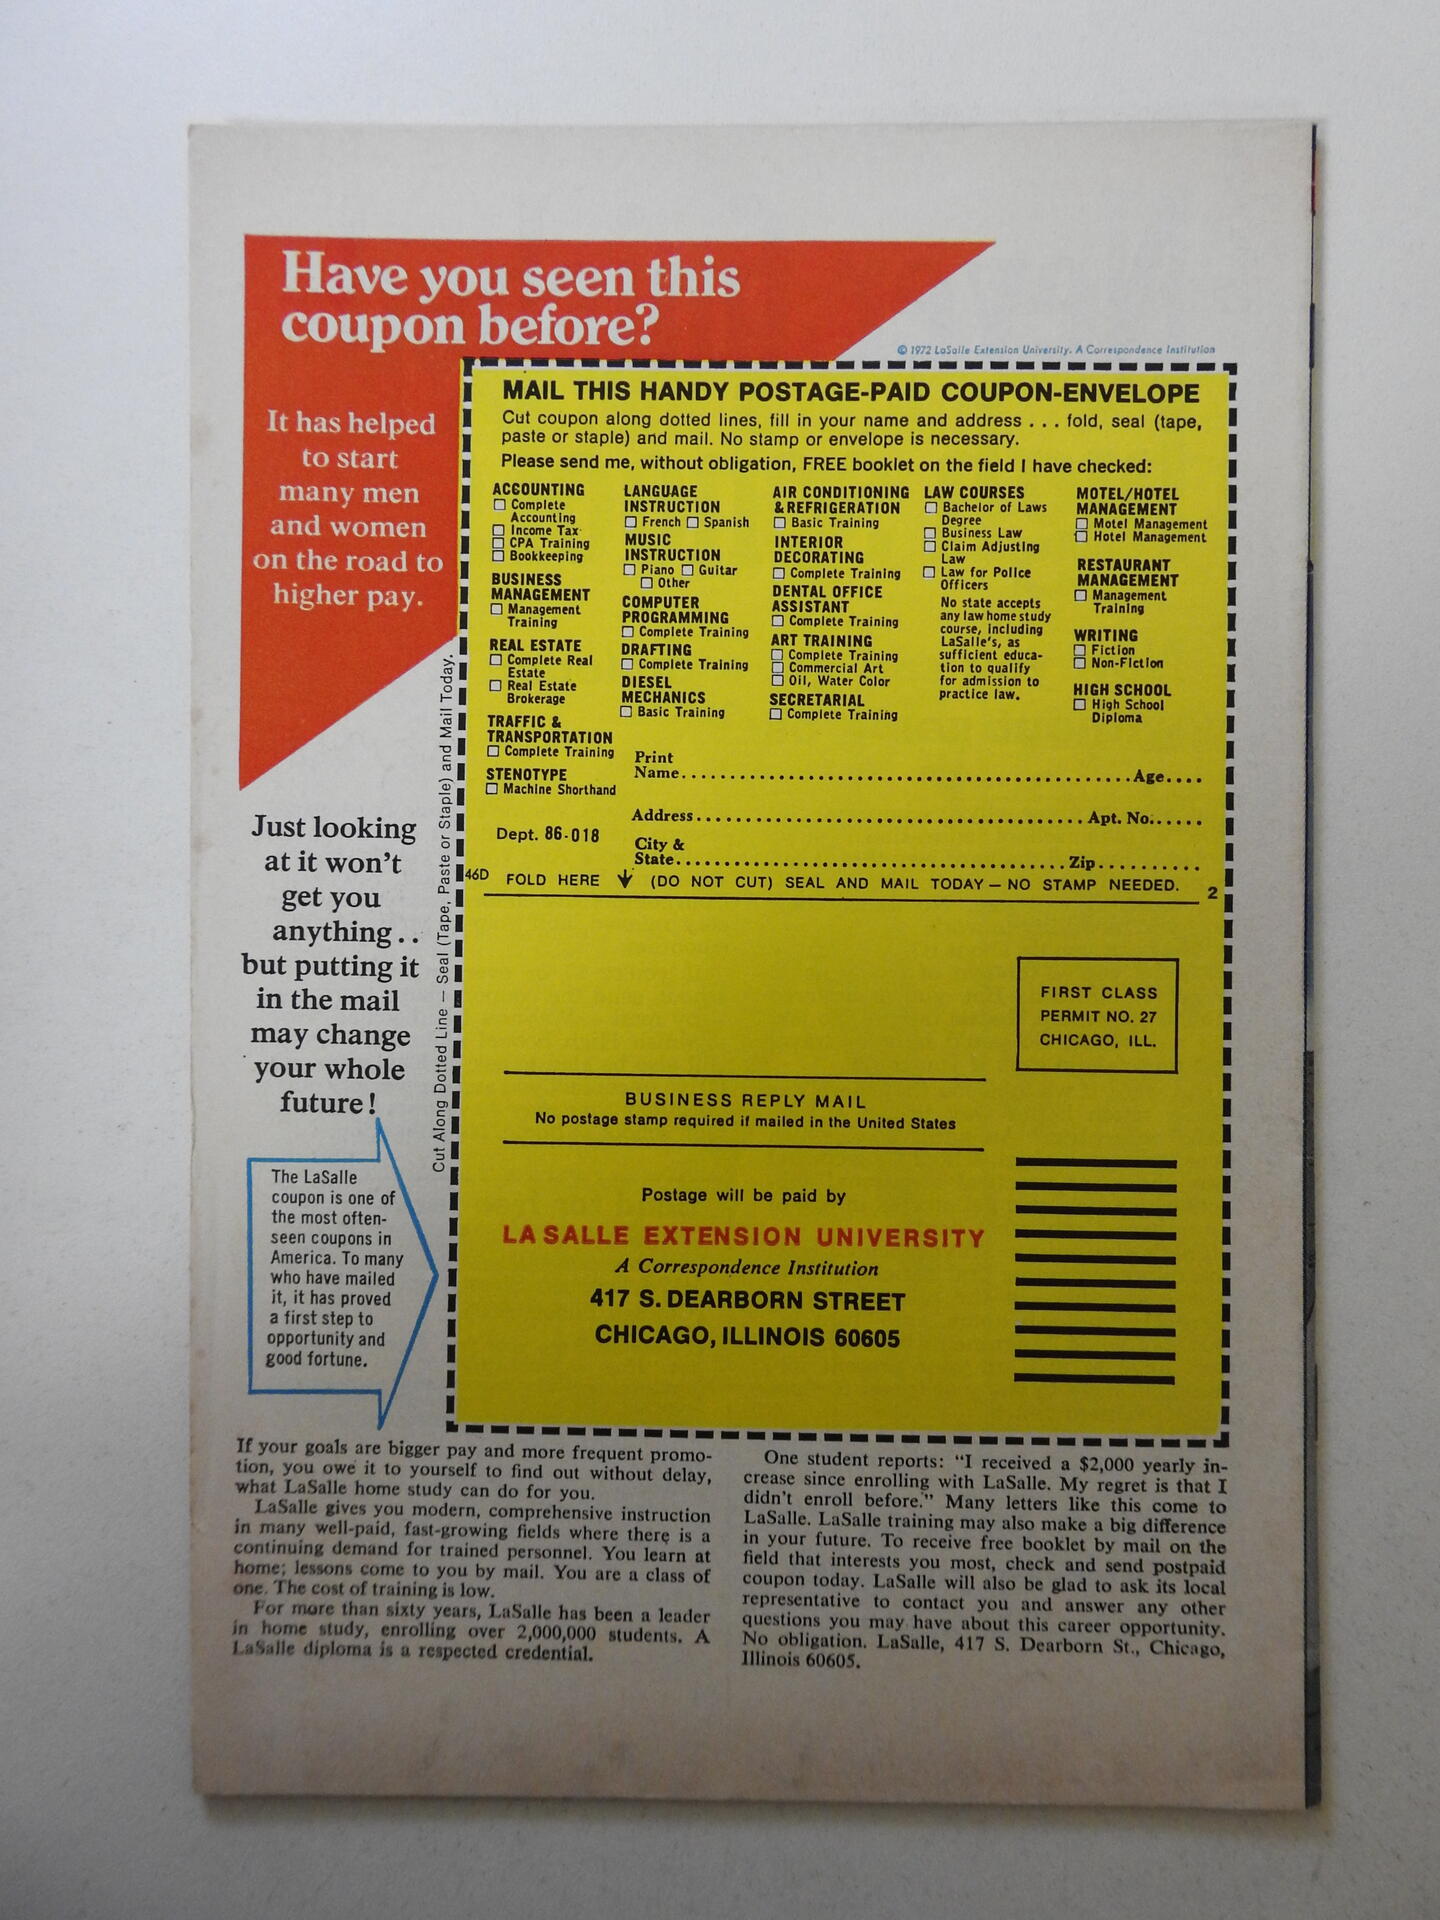 Have you seen this
coupon before?
© 1972 LaSalle Extension University. A Correspondence Institution
It has helped
to start
many men
and women
on the road to
higher pay.
Just looking
at it won't
get you
anything..
but putting it
in the mail
may change
your whole
future!
The LaSalle
coupon is one of
the most often-
seen coupons in
America. To many
who have mailed
it, it has proved
a first step to
opportunity and
good fortune.
Cut Along Dotted Line — Seal (Tape, Paste or Staple) and Mail Today.
MAIL THIS HANDY POSTAGE-PAID COUPON-ENVELOPE
Cut coupon along dotted lines, fill in your name and address . . . fold, seal (tape,
paste or staple) and mail. No stamp or envelope is necessary.
Please send me, without obligation, FREE booklet on the field I have checked:
ACCOUNTING
Complete
Accounting
Income Tax
CPA Training
Bookkeeping
BUSINESS
MANAGEMENT
Management
Training
REAL ESTATE
Complete Real
Estate
Real Estate
Brokerage
TRAFFIC &
TRANSPORTATION
Complete Training
STENOTYPE
Machine Shorthand
LANGUAGE
INSTRUCTION
French Spanish
MUSIC
INSTRUCTION
Piano Guitar
Other
COMPUTER
PROGRAMMING
Complete Training
DRAFTING
Complete Training
DIESEL
MECHANICS
Basic Training
AIR CONDITIONING
& REFRIGERATION
Basic Training
INTERIOR
DECORATING
Complete Training
DENTAL OFFICE
ASSISTANT
Complete Training
ART TRAINING
Complete Training
Commercial Art
Oil, Water Color
SECRETARIAL
Complete Training
LAW COURSES
Bachelor of Laws
Degree
Business Law
Claim Adjusting
Law
Law for Police
Officers
No state accepts
any law home study
course, including
LaSalle's, as
sufficient educa-
tion to qualify
for admission to
practice law.
MOTEL/HOTEL
MANAGEMENT
Motel Management
Hotel Management
RESTAURANT
MANAGEMENT
Management
Training
WRITING
Fiction
Non-Fiction
HIGH SCHOOL
High School
Diploma
Print
Name Age
Address Apt. No.
Dept. 86-018
City &
State Zip
46D FOLD HERE (DO NOT CUT) SEAL AND MAIL TODAY — NO STAMP NEEDED. 2
FIRST CLASS
PERMIT NO. 27
CHICAGO, ILL.
BUSINESS REPLY MAIL
No postage stamp required if mailed in the United States
Postage will be paid by
LA SALLE EXTENSION UNIVERSITY
A Correspondence Institution
417 S. DEARBORN STREET
CHICAGO, ILLINOIS 60605
If your goals are bigger pay and more frequent promo-
tion, you owe it to yourself to find out without delay,
what LaSalle home study can do for you.
LaSalle gives you modern, comprehensive instruction
in many well-paid, fast-growing fields where there is a
continuing demand for trained personnel. You learn at
home; lessons come to you by mail. You are a class of
one. The cost of training is low.
For more than sixty years, LaSalle has been a leader
in home study, enrolling over 2,000,000 students. A
LaSalle diploma is a respected credential.
One student reports: "I received a $2,000 yearly in-
crease since enrolling with LaSalle. My regret is that I
didn't enroll before." Many letters like this come to
LaSalle. LaSalle training may also make a big difference
in your future. To receive free booklet by mail on the
field that interests you most, check and send postpaid
coupon today. LaSalle will also be glad to ask its local
representative to contact you and answer any other
questions you may have about this career opportunity.
No obligation. LaSalle, 417 S. Dearborn St., Chicago,
Illinois 60605.